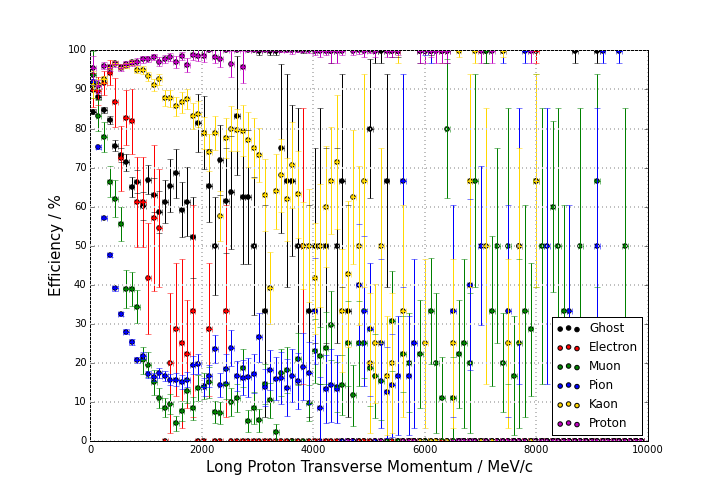 100
90
80
70
60
50
40
30
20
10
0
Efficiency / %
Ghost
Electron
Muon
Pion
Kaon
Proton
0 2000 4000 6000 8000 10000
Long Proton Transverse Momentum / MeV/c